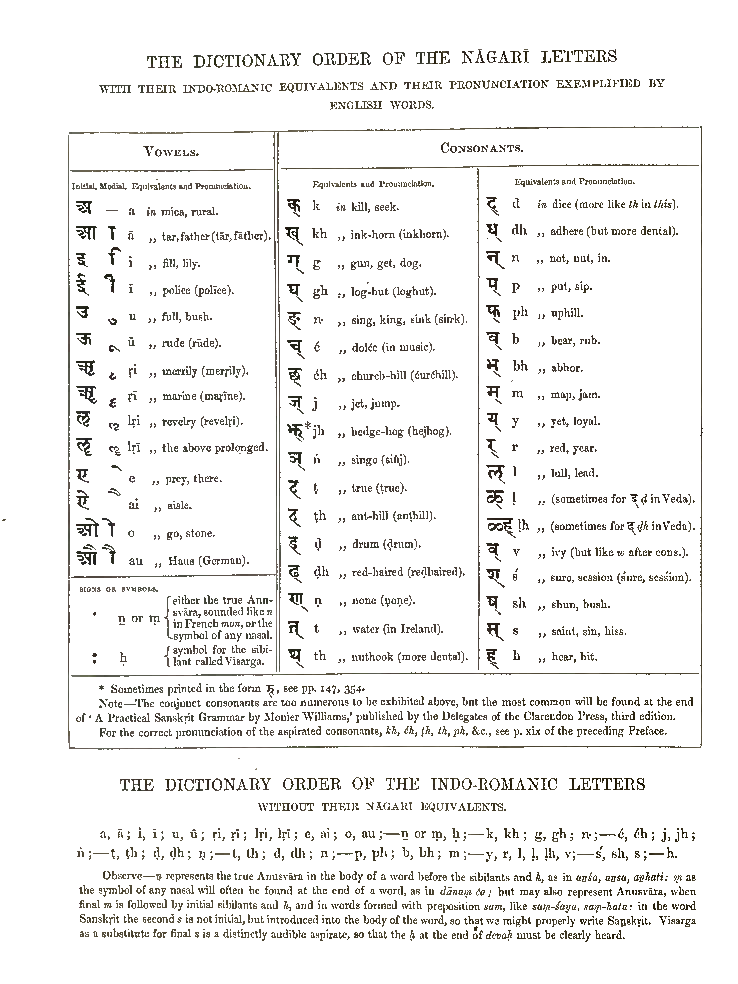 THE DICTIONARY ORDER OF THE NĀGARĪ LETTERS
WITH THEIR INDO-ROMANIC EQUIVALENTS AND THEIR PRONUNCIATION EXEMPLIFIED BY
ENGLISH WORDS.
VOWELS.
Initial, Medial, Equivalents and Pronunciation.
अ — a in mica, rural.
आ ा ā ,, tar, father (tār, fāther).
इ ि i ,, fill, lily.
ई ी ī ,, police (polīce).
उ ु u ,, full, bush.
ऊ ू ū ,, rude (rūde).
ऋ ृ ṛi ,, merrily (merṛily).
ॠ ॄ ṛī ,, marine (maṛīne).
ऌ ॢ lṛi ,, revelry (revelṛi).
ॡ ॣ lṛī ,, the above prolonged.
ए े e ,, prey, there.
ऐ ै ai ,, aisle.
ओ ो o ,, go, stone.
औ ौ au ,, Haus (German).
SIGNS OR SYMBOLS.
ं ṉ or ṃ { either the true Anu-
svāra, sounded like n
in French mon, or the
symbol of any nasal.
ः ḥ { symbol for the sibi-
lant called Visarga.
CONSONANTS.
Equivalents and Pronunciation.
क् k in kill, seek.
ख् kh ,, ink-horn (inkhorn).
ग् g ,, gun, get, dog.
घ् gh ,, log-hut (loghut).
ङ् n· ,, sing, king, sink (sin·k).
च् ć ,, dolće (in music).
छ् ćh ,, church-hill (ćurćhill).
ज् j ,, jet, jump.
झ्* jh ,, hedge-hog (hejhog).
ञ् ń ,, singe (sińj).
ट् ṭ ,, true (ṭrue).
ठ् ṭh ,, ant-hill (anṭhill).
ड् ḍ ,, drum (ḍrum).
ढ् ḍh ,, red-haired (reḍhaired).
ण् ṇ ,, none (ṇoṇe).
त् t ,, water (in Ireland).
थ् th ,, nuthook (more dental).
Equivalents and Pronunciation.
द् d in dice (more like th in this).
ध् dh ,, adhere (but more dental).
न् n ,, not, nut, in.
प् p ,, put, sip.
फ् ph ,, uphill.
ब् b ,, bear, rub.
भ् bh ,, abhor.
म् m ,, map, jam.
य् y ,, yet, loyal.
र् r ,, red, year.
ल् l ,, lull, lead.
ळ् ḷ ,, (sometimes for ड् ḍ in Veda).
ळ्ह् ḷh ,, (sometimes for ढ् ḍh in Veda).
व् v ,, ivy (but like w after cons.).
श् ś ,, sure, session (śure, seśśion).
ष् sh ,, shun, bush.
स् s ,, saint, sin, hiss.
ह् h ,, hear, hit.
* Sometimes printed in the form , see pp. 147, 354.
Note—The conjunct consonants are too numerous to be exhibited above, but the most common will be found at the end
of ‘A Practical Sanskṛit Grammar by Monier Williams,’ published by the Delegates of the Clarendon Press, third edition.
For the correct pronunciation of the aspirated consonants, kh, ćh, ṭh, th, ph, &c., see p. xix of the preceding Preface.
THE DICTIONARY ORDER OF THE INDO-ROMANIC LETTERS
WITHOUT THEIR NĀGARĪ EQUIVALENTS.
a, ā; i, ī; u, ū; ṛi, ṛī; lṛi, lṛī; e, ai; o, au;—ṉ or ṃ, ḥ;—k, kh; g, gh; n·;—ć, ćh; j, jh;
ń;—ṭ, ṭh; ḍ, ḍh; ṇ;—t, th; d, dh; n;—p, ph; b, bh; m;—y, r, l, ḷ, ḷh, v;—ś, sh, s;—h.
Observe—ṉ represents the true Anusvāra in the body of a word before the sibilants and h, as in aṉśa, aṉsa, aṉhati: ṃ as
the symbol of any nasal will often be found at the end of a word, as in dānaṃ ća; but may also represent Anusvāra, when
final m is followed by initial sibilants and h, and in words formed with preposition sam, like saṃ-śaya, saṃ-hata: in the word
Sanskṛit the second s is not initial, but introduced into the body of the word, so that we might properly write Saṉskṛit. Visarga
as a substitute for final s is a distinctly audible aspirate, so that the ḥ at the end of devaḥ must be clearly heard.